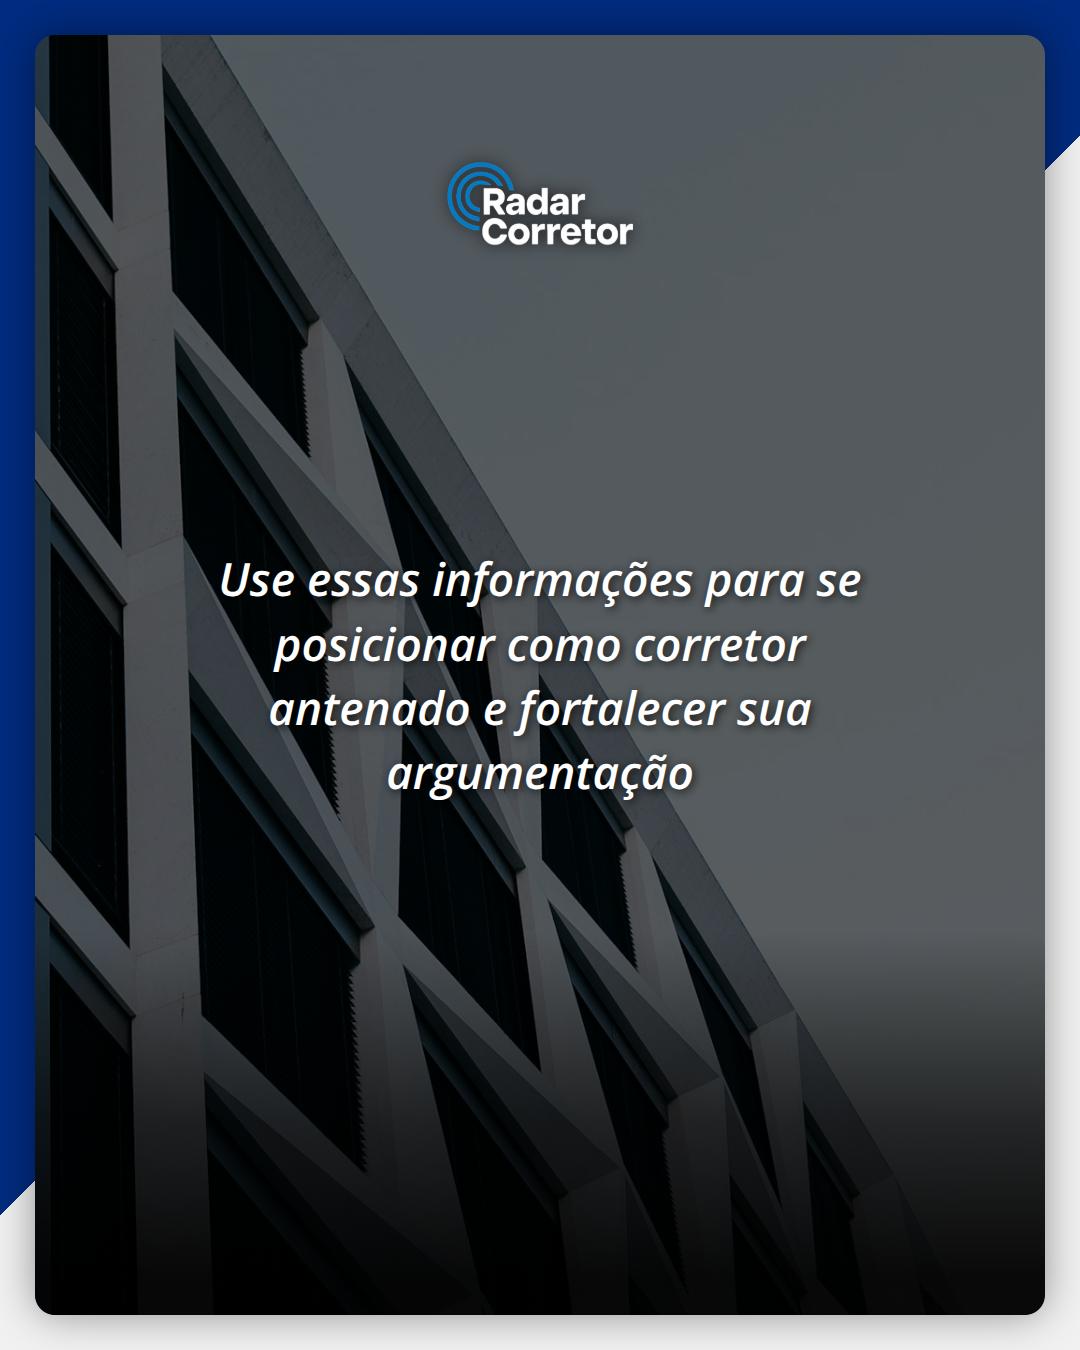 Radar
Corretor
Use essas informações para se
posicionar como corretor
antenado e fortalecer sua
argumentação